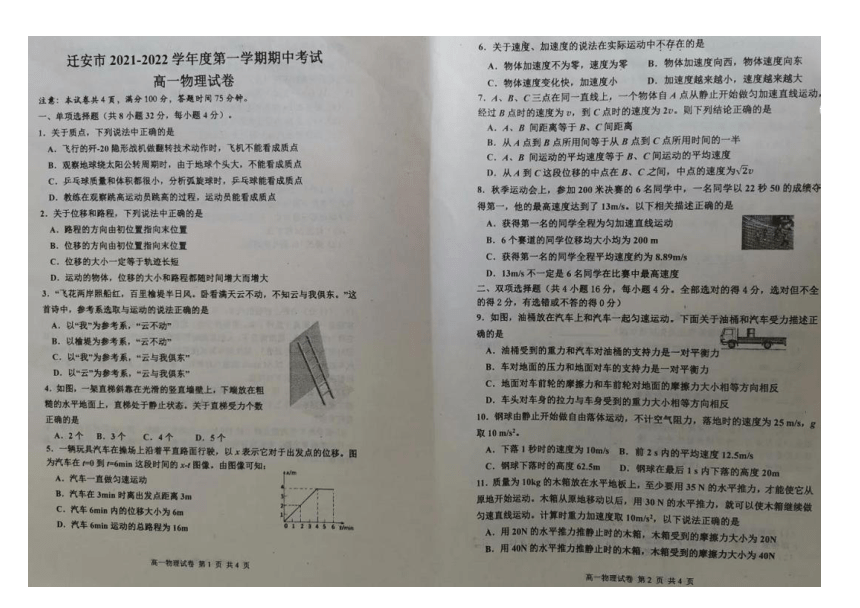 迁安市 2021-2022 学年度第一学期期中考试
高一物理试卷
注意：本试卷共4页，满分100分，答题时间75分钟。
一、单项选择题（共8小题32分，每小题4分）。
1．关于质点，下列说法中正确的是
A．飞行的歼-20隐形战机做翻转技术动作时，飞机不能看成质点
B．观察地球绕太阳公转周期时，由于地球个头大，不能看成质点
C．乒乓球质量和体积都很小，分析弧旋球时，乒乓球能看成质点
D．教练在观察跳高运动员跳高的过程，运动员能看成质点
2．关于位移和路程，下列说法中正确的是
A．路程的方向由初位置指向末位置
B．位移的方向由初位置指向末位置
C．位移的大小一定等于轨迹长短
D．运动的物体，位移的大小和路程都随时间增大而增大
3．“飞花两岸照船红，百里榆堤半日风。卧看满天云不动，不知云与我俱东。”这
首诗中，参考系选取与运动的说法正确的是
A．以“我”为参考系，“云不动”
B．以榆堤为参考系，“云不动”
C．以“我”为参考系，“云与我俱东”
D．以“云”为参考系，“云与我俱东”
4．如图，一架直梯斜靠在光滑的竖直墙壁上，下端放在粗
糙的水平地面上，直梯处于静止状态。关于直梯受力个数
正确的是
A．2个 B．3个 C．4个 D．5个
5．一辆玩具汽车在操场上沿着平直路面行驶，以 x 表示它对于出发点的位移。图
为汽车在 t=0 到 t=6min 这段时间的 x-t 图像。由图像可知：
A．汽车一直做匀速运动
B．汽车在 3min 时离出发点距离 3m
C．汽车 6min 内的位移大小为 6m
D．汽车 6min 运动的总路程为 16m
x/m
4
3
2
1
0 1 2 3 4 5 6 t/min
高一物理试卷 第 1 页 共 4 页
6．关于速度、加速度的说法在实际运动中不存在的是
A．物体加速度不为零，速度为零 B．物体加速度向西，物体速度向东
C．物体速度变化快，加速度小 D．加速度越来越小，速度越来越大
7．A、B、C三点在同一直线上，一个物体自 A 点从静止开始做匀加速直线运动，
经过 B 点时的速度为 v，到 C 点时的速度为 2v。则下列结论正确的是
A．A、B 间距离等于 B、C 间距离
B．从 A 点到 B 点所用间等于从 B 点到 C 点所用时间的一半
C．A、B 间运动的平均速度等于 B、C 间运动的平均速度
D．从 A 到 C 这段位移的中点在 B、C 之间，中点的速度为√2v
8．秋季运动会上，参加 200 米决赛的 6 名同学中，一名同学以 22 秒 50 的成绩夺
得第一，他的最高速度达到了 13m/s。以下相关描述正确的是
A．获得第一名的同学全程为匀加速直线运动
B．6 个赛道的同学位移均大小均为 200 m
C．获得第一名的同学全程平均速度约为 8.89m/s
D．13m/s 不一定是 6 名同学在比赛中最高速度
二、双项选择题（共4小题16分，每小题4分。全部选对的得4分，选对但不全
的得2分，有选错或不答的得0分）
9．如图，油桶放在汽车上和汽车一起匀速运动。下面关于油桶和汽车受力描述正
确的是
A．油桶受到的重力和汽车对油桶的支持力是一对平衡力
B．车对地面的压力和地面对车的支持力是一对平衡力
C．地面对车前轮的摩擦力和车前轮对地面的摩擦力大小相等方向相反
D．车头对车身的拉力与车身受到的重力大小相等方向相反
10．钢球由静止开始做自由落体运动，不计空气阻力，落地时的速度为 25 m/s，g
取 10 m/s²。
A．下落 1 秒时的速度为 10m/s B．前 2 s 内的平均速度 12.5m/s
C．钢球下落时的高度 62.5m D．钢球在最后 1 s 内下落的高度 20m
11．质量为 10kg 的木箱放在水平地板上，至少要用 35 N 的水平推力，才能使它从
原地开始运动。木箱从原地移动以后，用 30 N 的水平推力，就可以使木箱继续做
匀速直线运动。计算时重力加速度取 10m/s²，以下说法正确的是
A．用 20N 的水平推力推静止时的木箱，木箱受到的摩擦力大小为 20N
B．用 40N 的水平推力推静止时的木箱，木箱受到的摩擦力大小为 40N
高一物理试卷 第 2 页 共 4 页